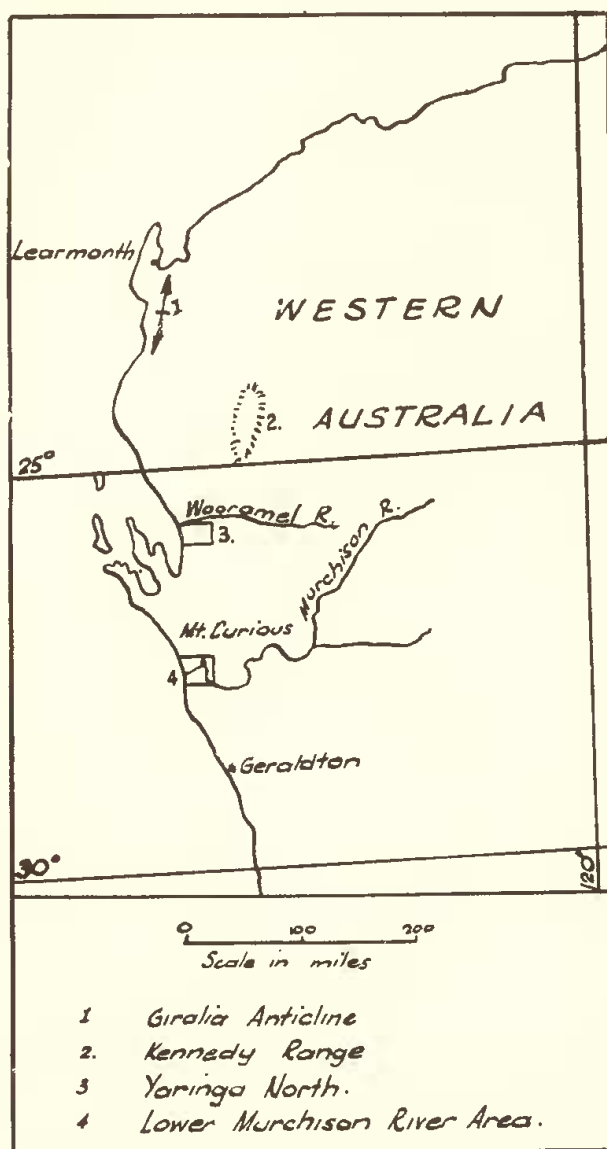 Learmonth
1
WESTERN
2.
AUSTRALIA
25°
Wooramel R.
3.
Murchison R.
Mt. Curious
4
Geraldton
30°
120°
0 100 200
Scale in miles
1 Giralia Anticline
2. Kennedy Range
3 Yaringa North.
4 Lower Murchison River Area.